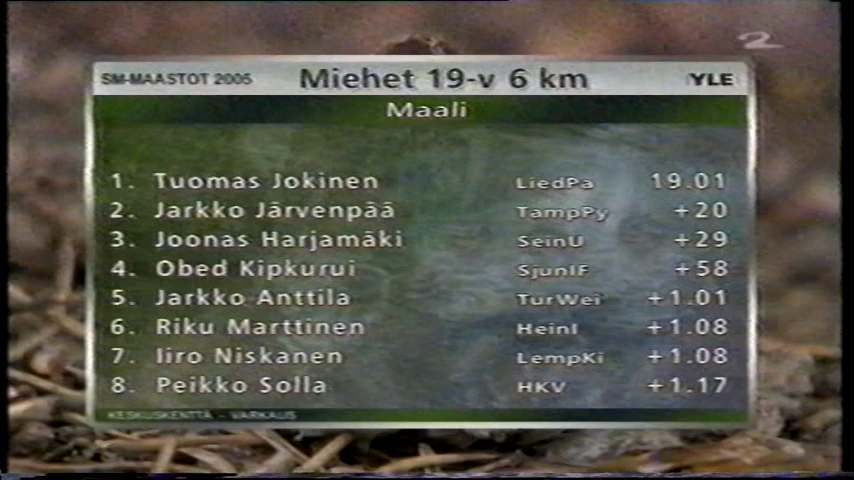 2
SM-MAASTOT 2005 Miehet 19-v 6 km YLE
Maali
1. Tuomas Jokinen LiedPa 19.01
2. Jarkko Järvenpää TampPy +20
3. Joonas Harjamäki SeinU +29
4. Obed Kipkurui SjunIF +58
5. Jarkko Anttila TurWei +1.01
6. Riku Marttinen HeinI +1.08
7. Iiro Niskanen LempKi +1.08
8. Peikko Solla HKV +1.17
KESKUSKENTTÄ - VARKAUS